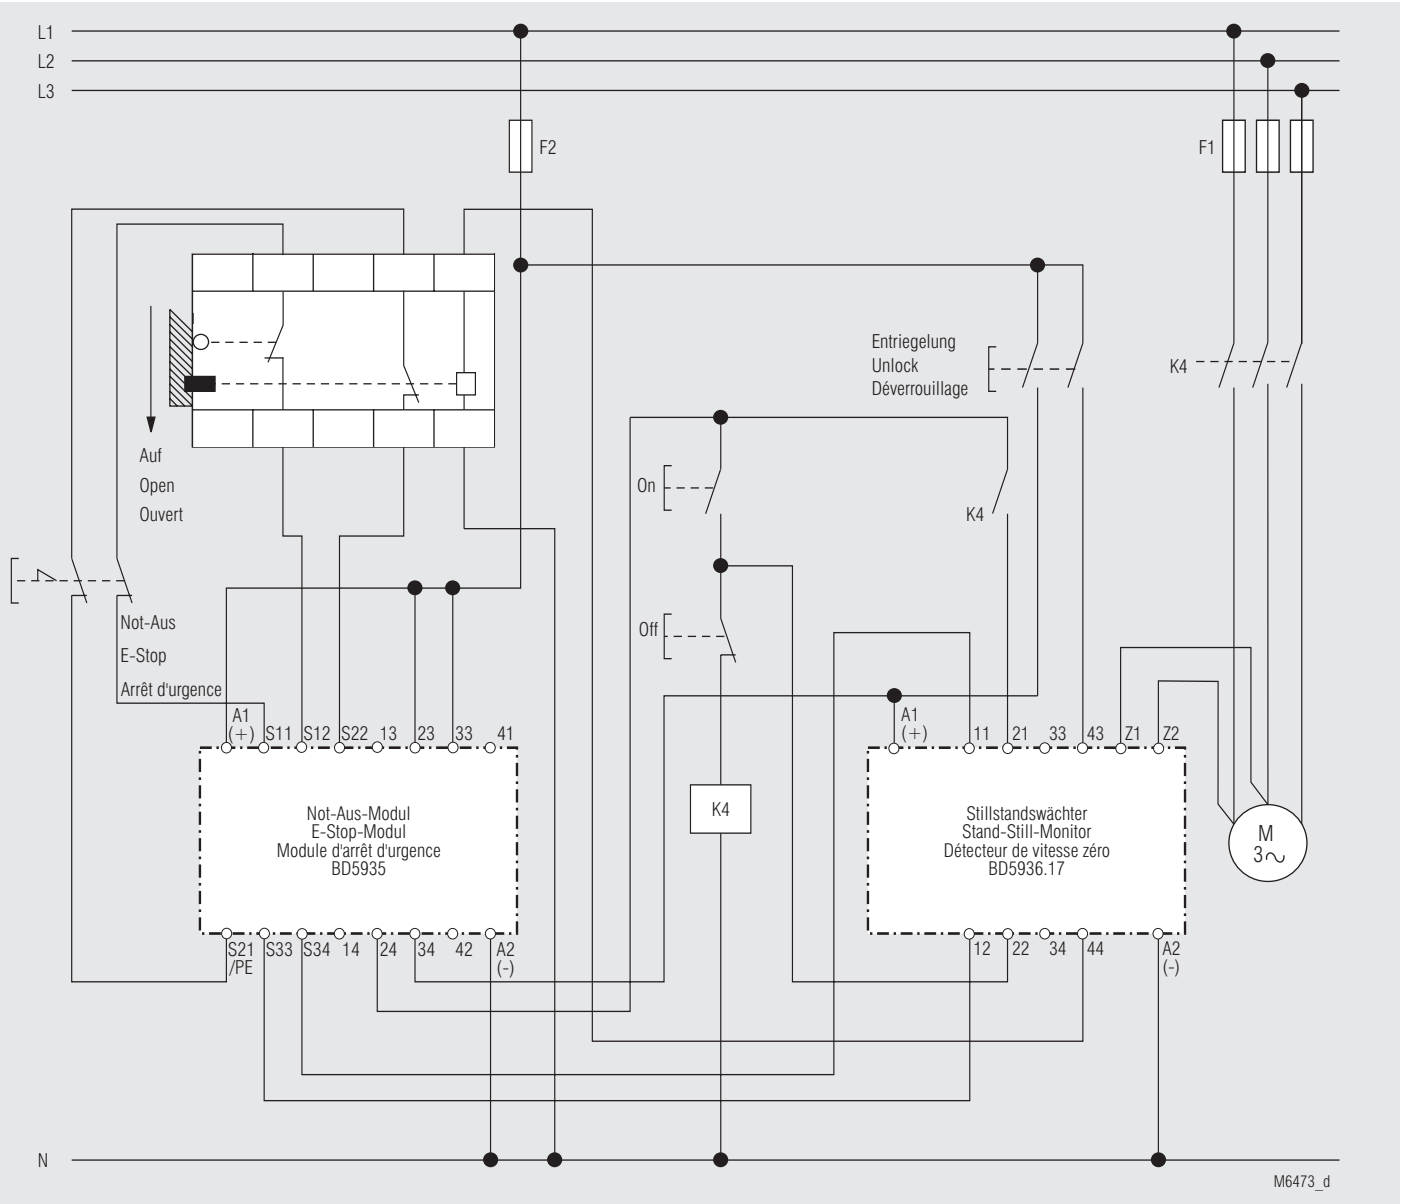 L1
L2
L3
F2
F1
Entriegelung
Unlock
Déverrouillage
K4
Auf
Open
Ouvert
On
K4
Not-Aus
E-Stop
Arrêt d'urgence
Off
A1
(+)
S11
S12
S22
13
23
33
41
A1
(+)
11
21
33
43
Z1
Z2
Not-Aus-Modul
E-Stop-Modul
Module d'arrêt d'urgence
BD5935
K4
Stillstandswächter
Stand-Still-Monitor
Détecteur de vitesse zéro
BD5936.17
M
3~
S21
/PE
S33
S34
14
24
34
42
A2
(-)
12
22
34
44
A2
(-)
N
M6473_d